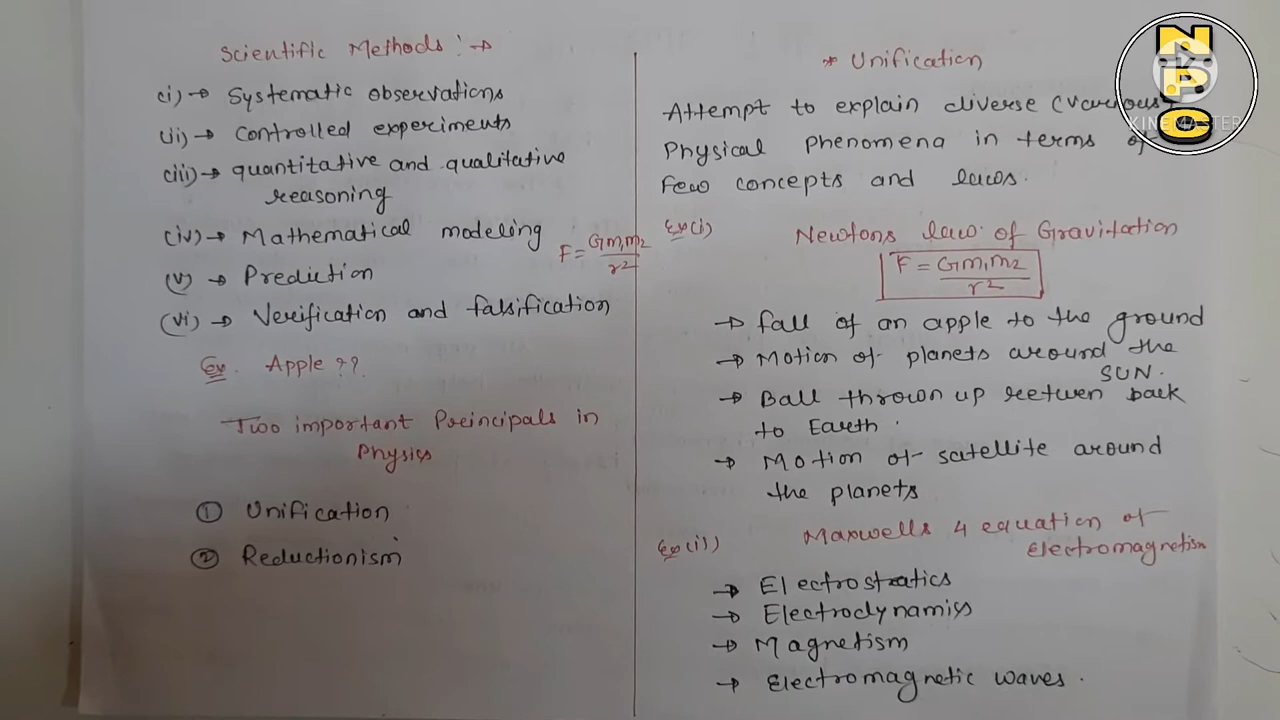 Scientific Methods :→
(i) → Systematic observations
(ii) → Controlled experiments
(iii) → quantitative and qualitative
reasoning
(iv) → Mathematical modeling
F = Gm1m2
r2
(v) → Prediction
(vi) → Verification and falsification
Ex. Apple ??
Two important Preincipals in
Physics
① Unification
② Reductionism
* Unification
Attempt to explain diverse (various
Physical phenomena in terms of
Few concepts and laws.
Ex(i) Newtons law of Gravitation
F = Gm1m2
r2
→ fall of an apple to the ground
→ Motion of planets around the
SUN.
→ Ball thrown up reetwen back
to Earth.
→ Motion of satellite around
the planets
Ex(ii) Maxwells 4 equation of
Electromagnetism
→ Electrostratics
→ Electrodynamics
→ Magnetism
→ Electromagnetic waves.
NPC
KINEMASTER